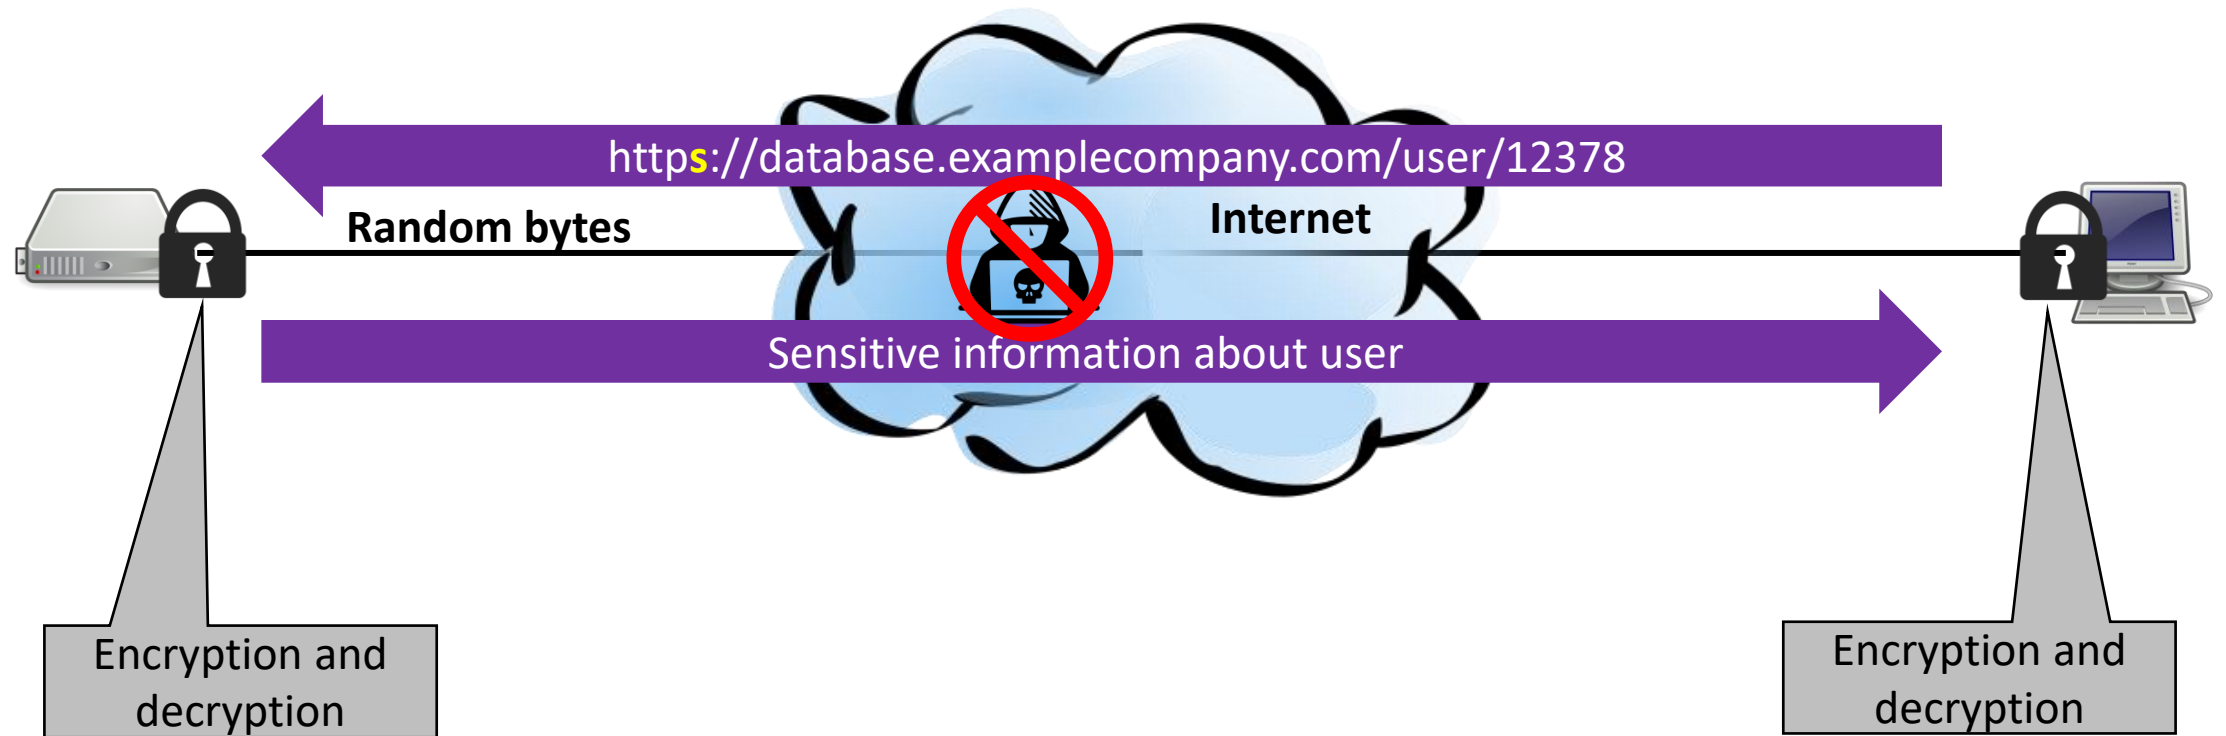 https://database.examplecompany.com/user/12378
Random bytes
Internet
Sensitive information about user
Encryption and
decryption
Encryption and
decryption